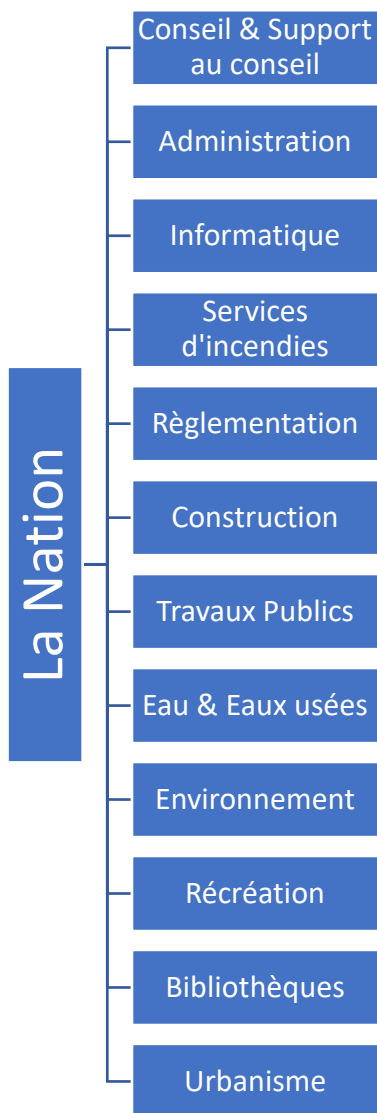 La Nation
Conseil & Support
au conseil
Administration
Informatique
Services
d'incendies
Règlementation
Construction
Travaux Publics
Eau & Eaux usées
Environnement
Récréation
Bibliothèques
Urbanisme